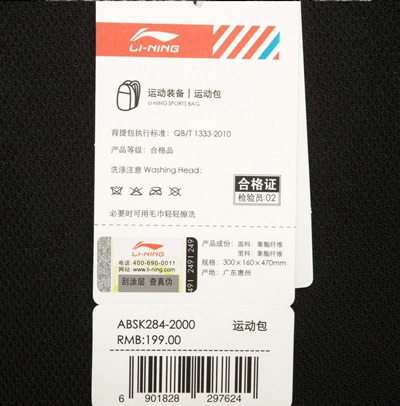 LI-NING
运动装备丨运动包
LI-NING SPORTS BAG
背提包执行标准：QB/T 1333-2010
产品等级：合格品
洗涤注意 Washing Head：
合格证
检验员:02
必要时可用毛巾轻轻擦洗
LI-NING
电话 400-690-0011
网站 www.li-ning.com
刮涂层 查真伪
491 2491 249
产品成份：面料：聚酯纤维
里料：聚酯纤维
规格：300×160×470mm
产地：广东惠州
ABSK284-2000 运动包
RMB:199.00
6 901828 297624